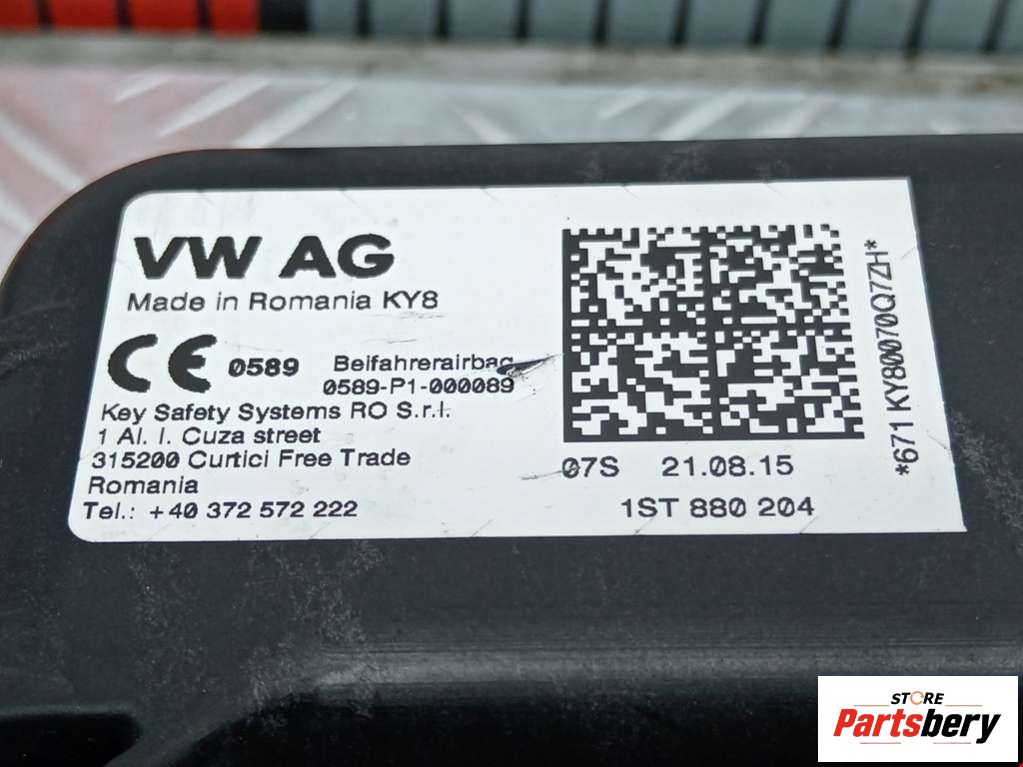 VW AG
Made in Romania KY8
CE 0589 Beifahrerairbag
0589-P1-000089
Key Safety Systems RO S.r.l.
1 Al. I. Cuza street
315200 Curtici Free Trade
Romania
Tel.: +40 372 572 222
07S 21.08.15
1ST 880 204
*671 KY80070Q7ZH*
STORE
Partsbery